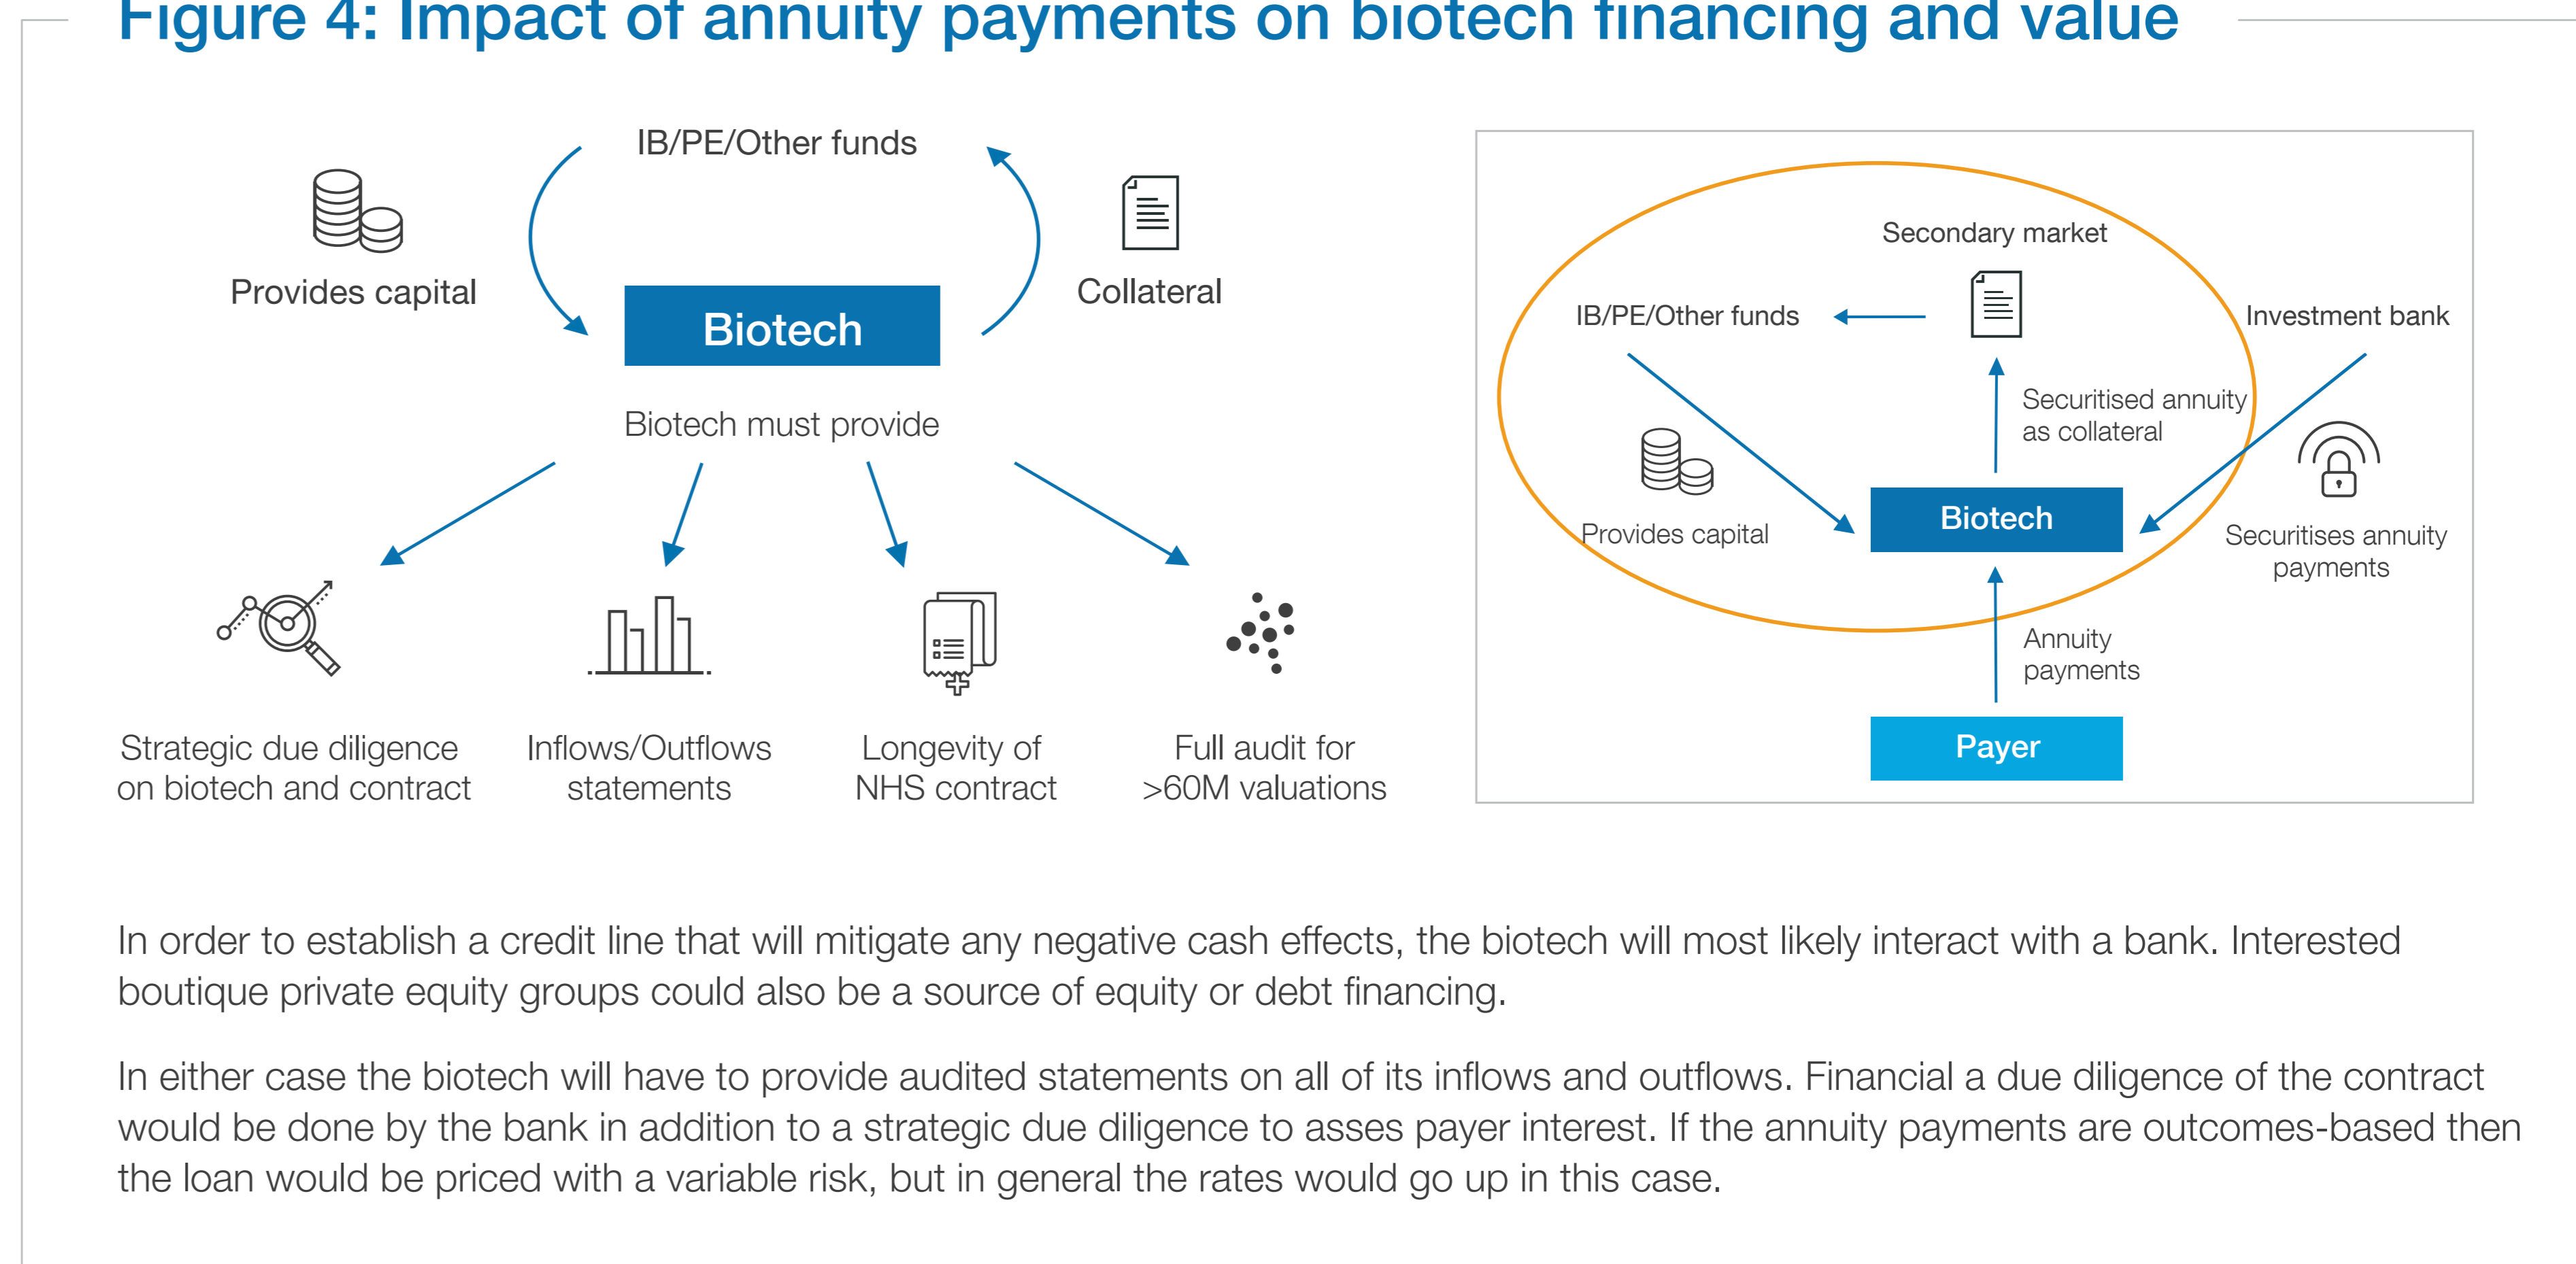 Figure 4: Impact of annuity payments on biotech financing and value
IB/PE/Other funds
Provides capital
Collateral
Biotech
Biotech must provide
Strategic due diligence
on biotech and contract
Inflows/Outflows
statements
Longevity of
NHS contract
Full audit for
>60M valuations
Secondary market
IB/PE/Other funds
Investment bank
Securitised annuity
as collateral
Provides capital
Biotech
Securitises annuity
payments
Annuity
payments
Payer
In order to establish a credit line that will mitigate any negative cash effects, the biotech will most likely interact with a bank. Interested
boutique private equity groups could also be a source of equity or debt financing.
In either case the biotech will have to provide audited statements on all of its inflows and outflows. Financial a due diligence of the contract
would be done by the bank in addition to a strategic due diligence to asses payer interest. If the annuity payments are outcomes-based then
the loan would be priced with a variable risk, but in general the rates would go up in this case.